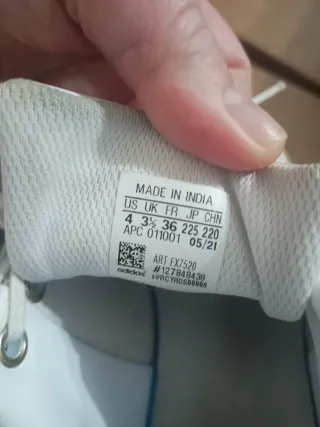 MADE IN INDIA
US UK FR JP CHN
4 3½ 36 225 220
APC 011001 05/21
ART FX7520
#127848438
adidas